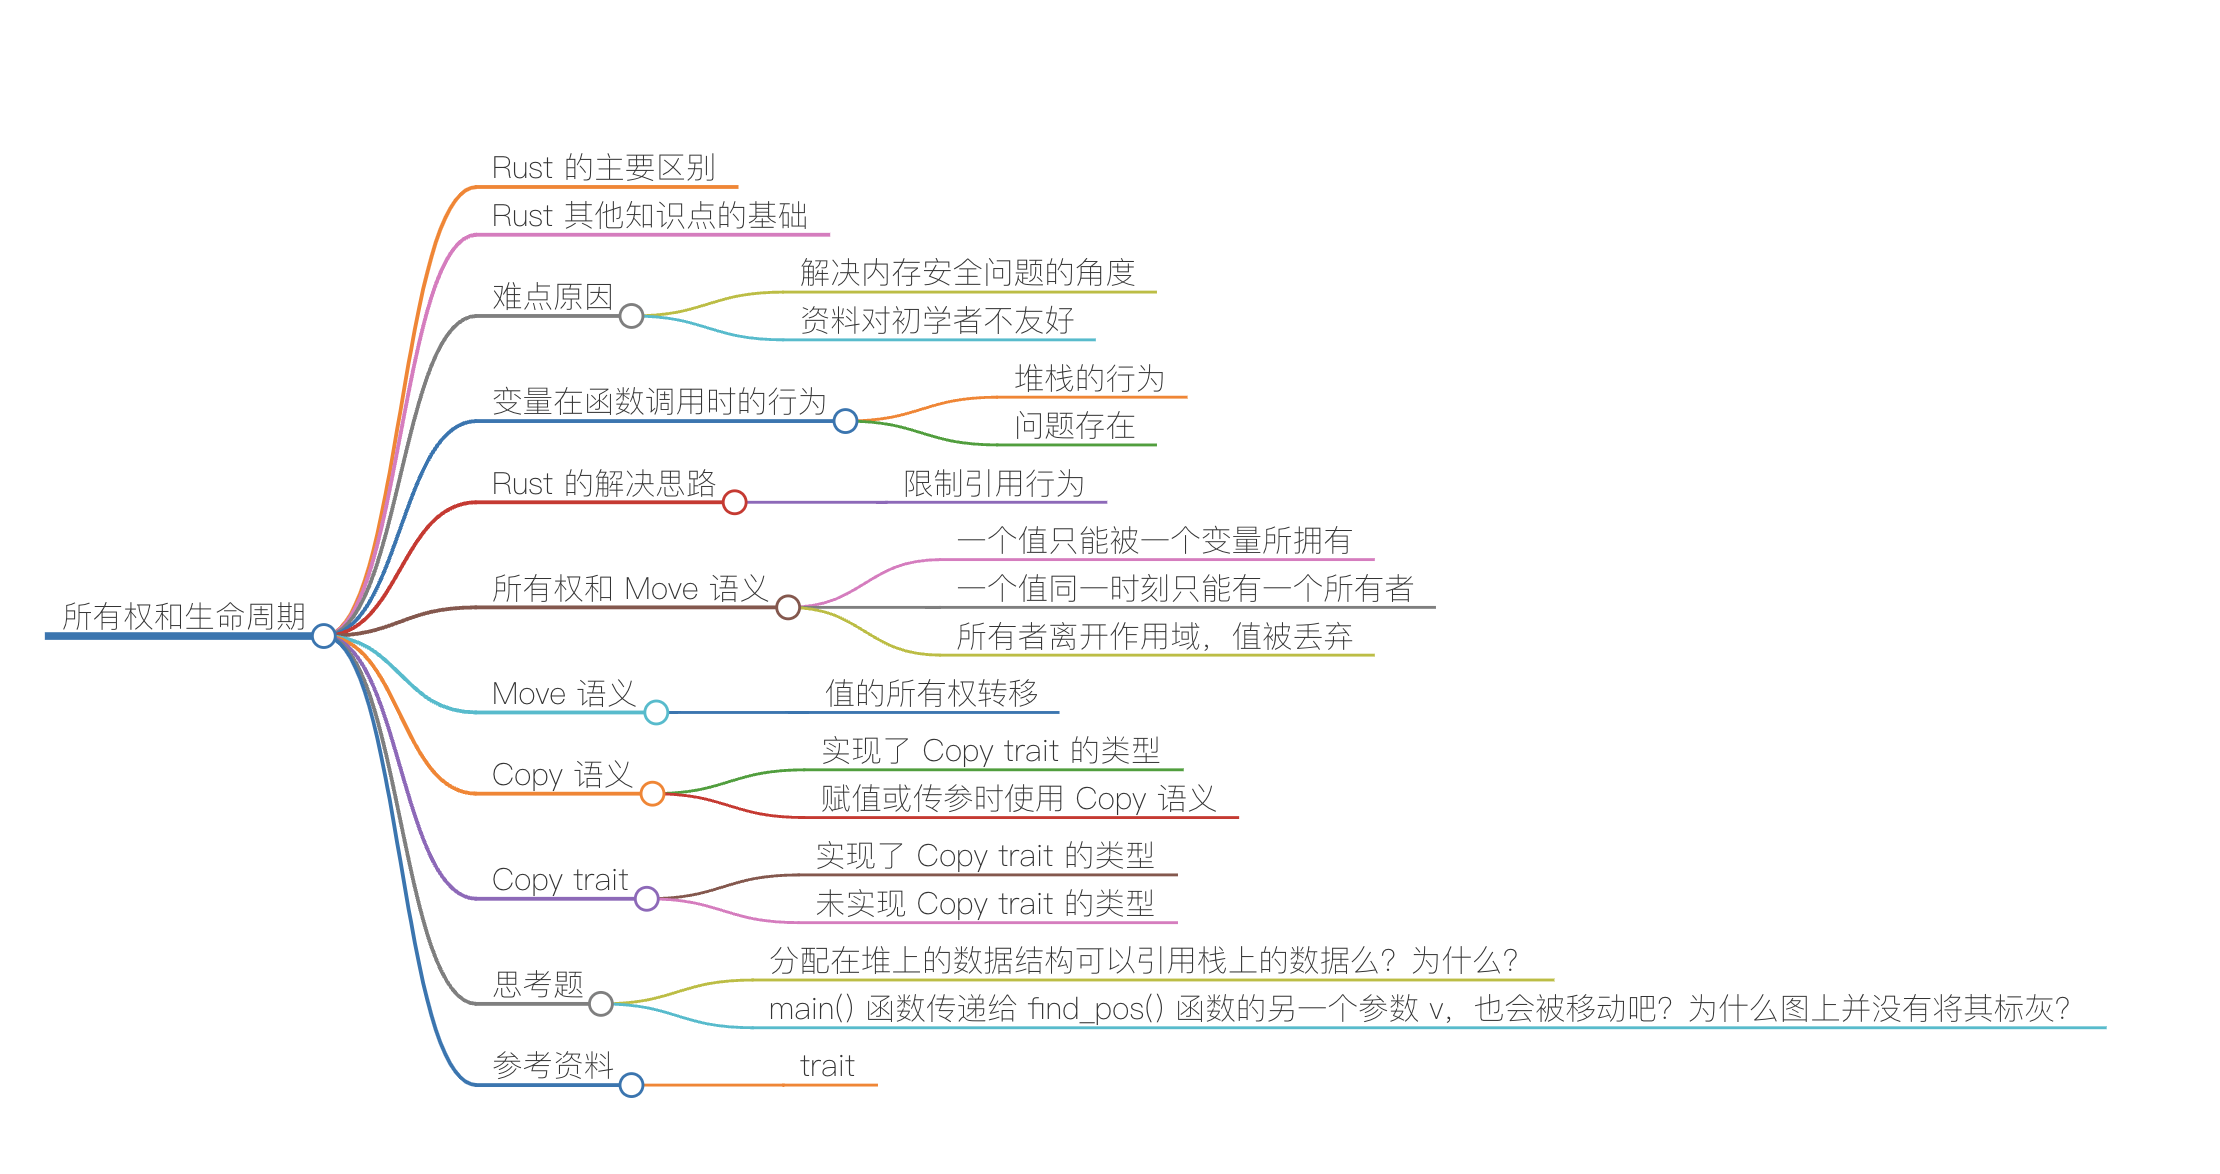 Rust 的主要区别
Rust 其他知识点的基础
解决内存安全问题的角度
难点原因
资料对初学者不友好
堆栈的行为
变量在函数调用时的行为
问题存在
Rust 的解决思路
限制引用行为
一个值只能被一个变量所拥有
所有权和 Move 语义
一个值同一时刻只能有一个所有者
所有权和生命周期
所有者离开作用域，值被丢弃
Move 语义
值的所有权转移
实现了 Copy trait 的类型
Copy 语义
赋值或传参时使用 Copy 语义
实现了 Copy trait 的类型
Copy trait
未实现 Copy trait 的类型
分配在堆上的数据结构可以引用栈上的数据么？为什么？
思考题
main() 函数传递给 find_pos() 函数的另一个参数 v，也会被移动吧？为什么图上并没有将其标灰？
参考资料
trait